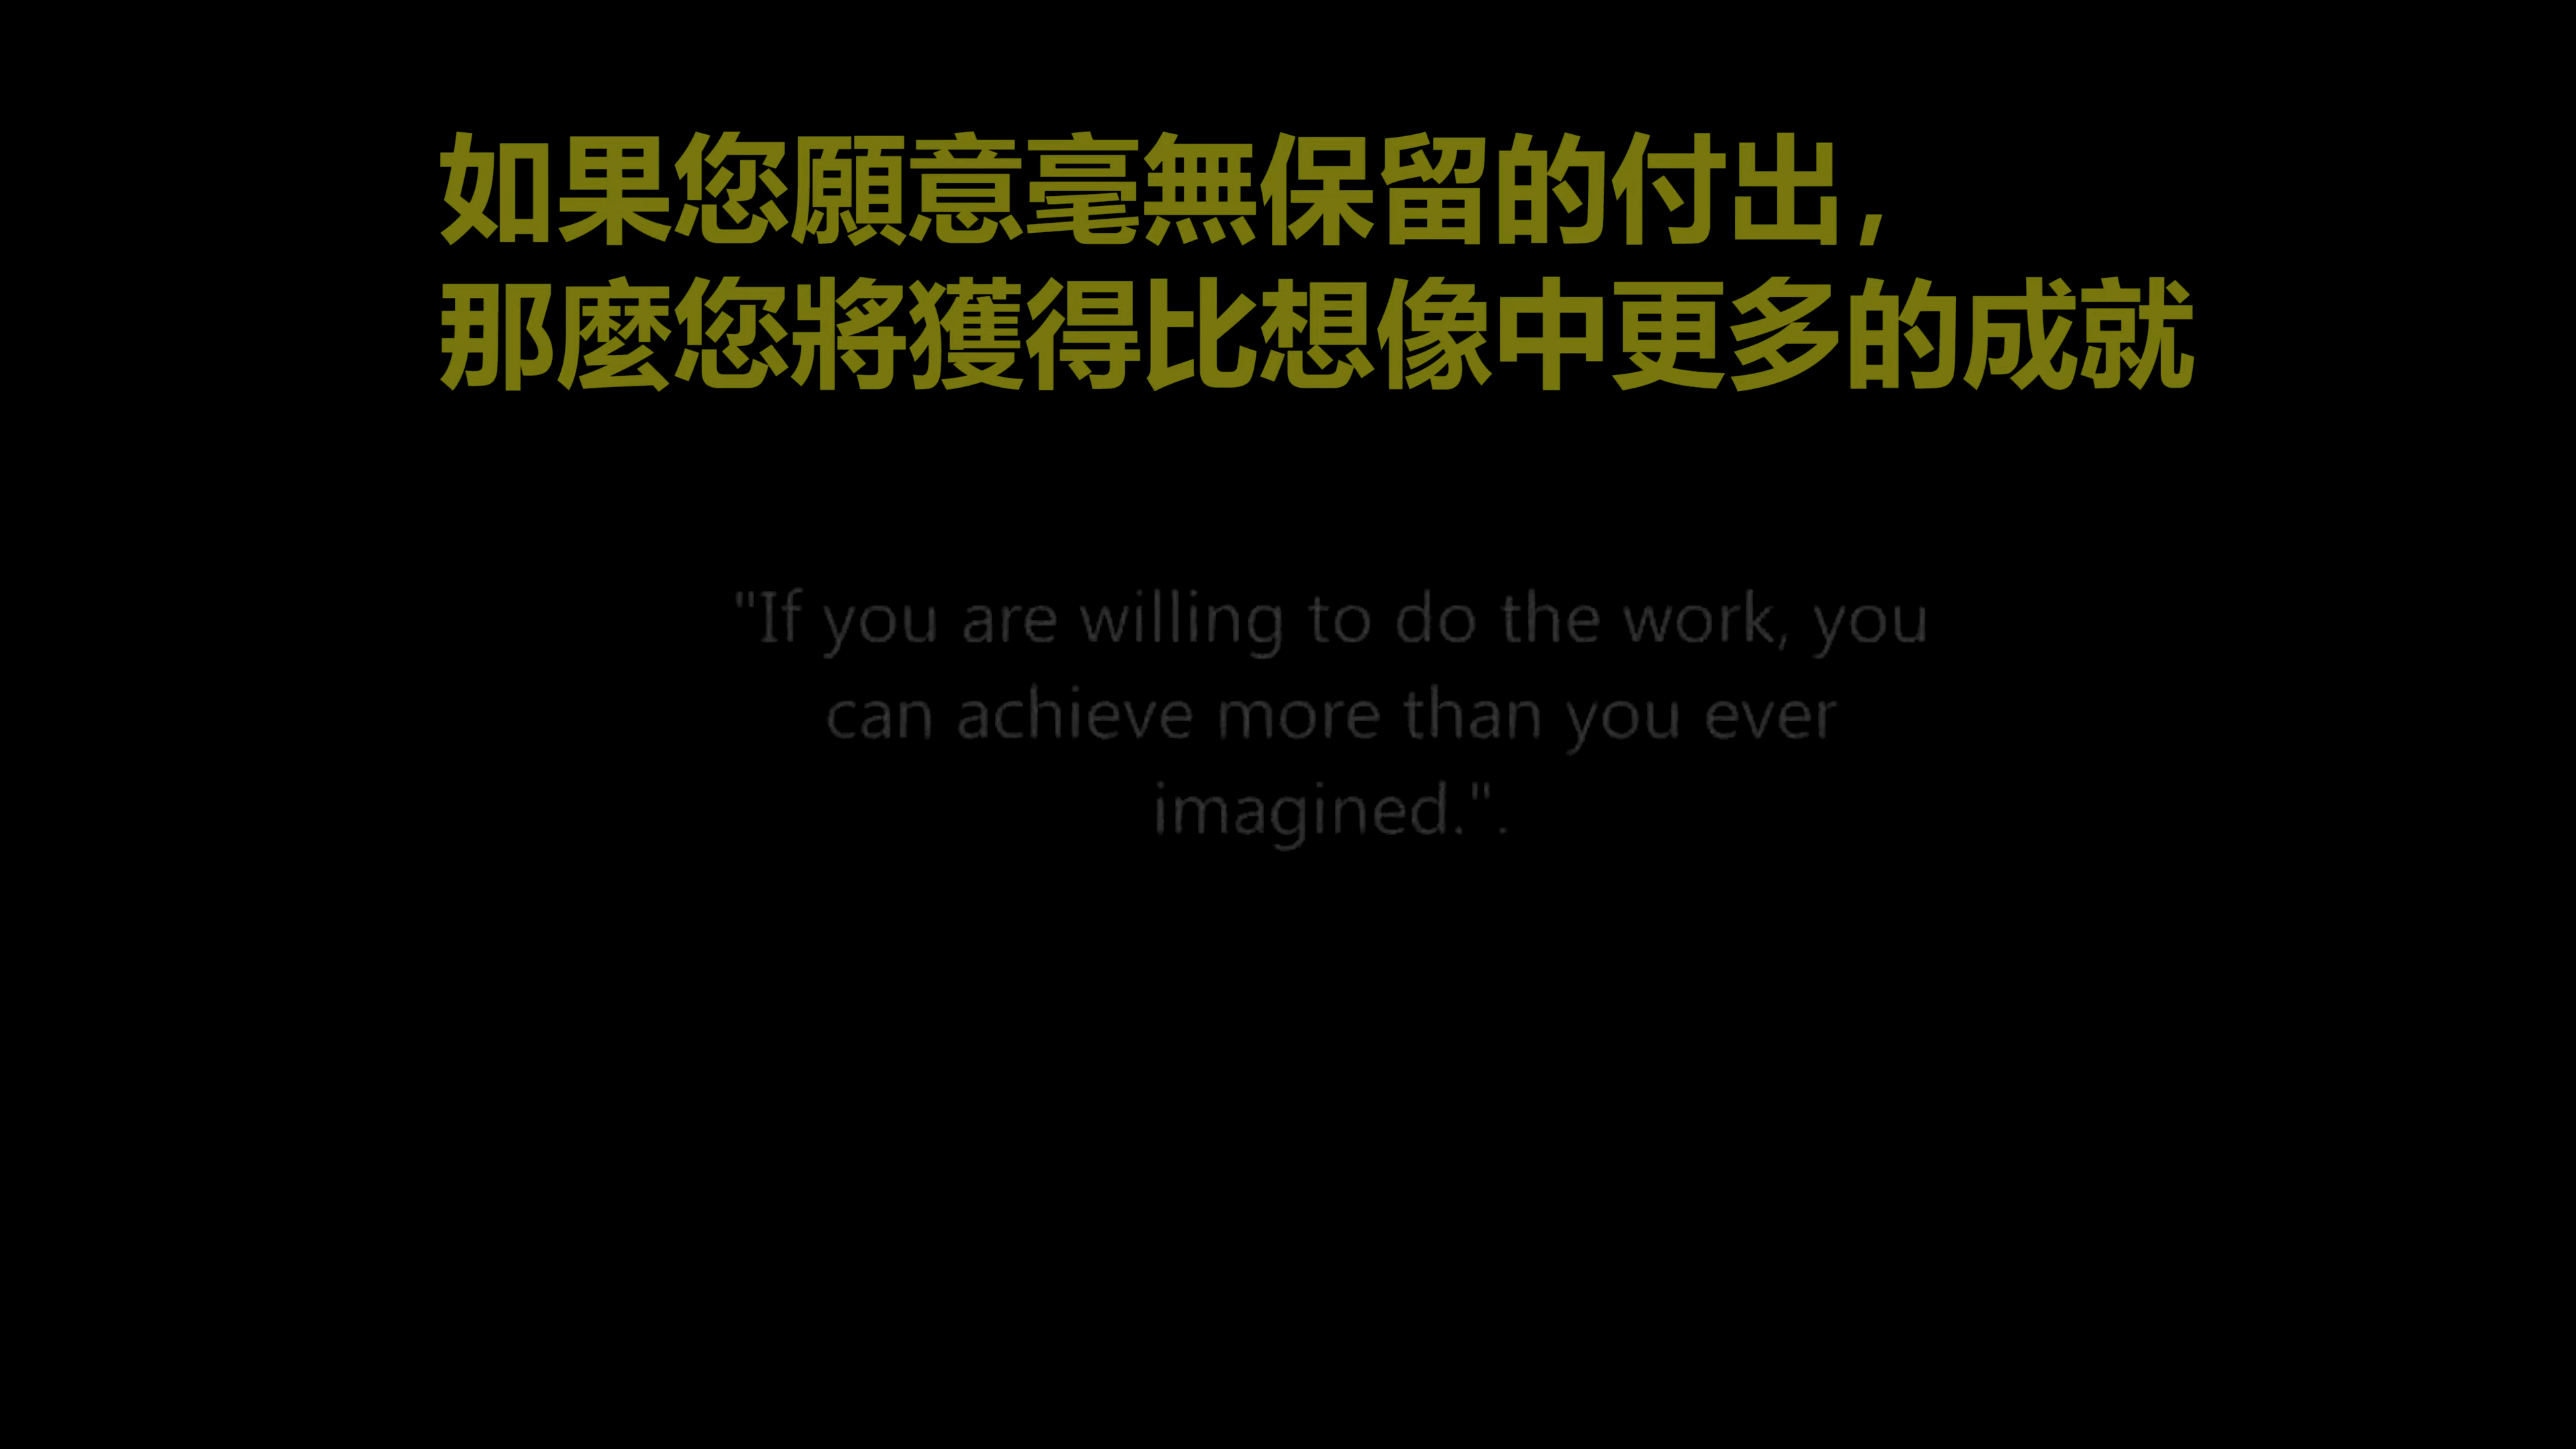 如果您願意毫無保留的付出,
那麼您將獲得比想像中更多的成就
"If you are willing to do the work, you
can achieve more than you ever
imagined.".